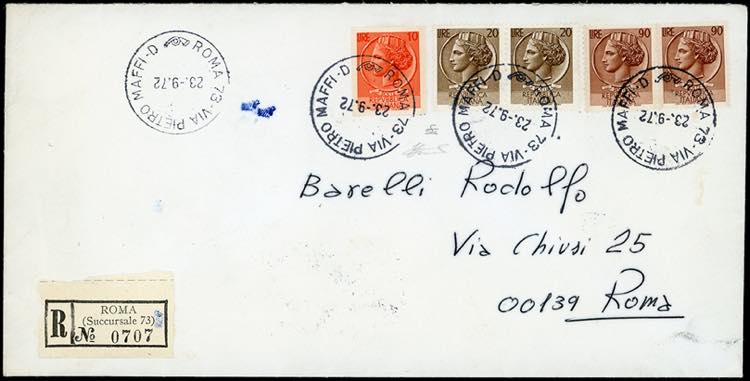 LIRE 10
LIRE 20
20
LIRE 90
LIRE 90
ROMA 73-VIA PIETRO MAFFI-D
23.-9.72
ROMA 73-VIA PIETRO MAFFI-D
23.-9.72
ROMA 73-VIA PIETRO MAFFI-D
23.-9.72
ROMA 73-VIA PIETRO MAFFI-D
23.-9.72
Barelli Rodolfo
Via Chiusi 25
00139 Roma
R
ROMA
(Succursale 73)
№ 0707